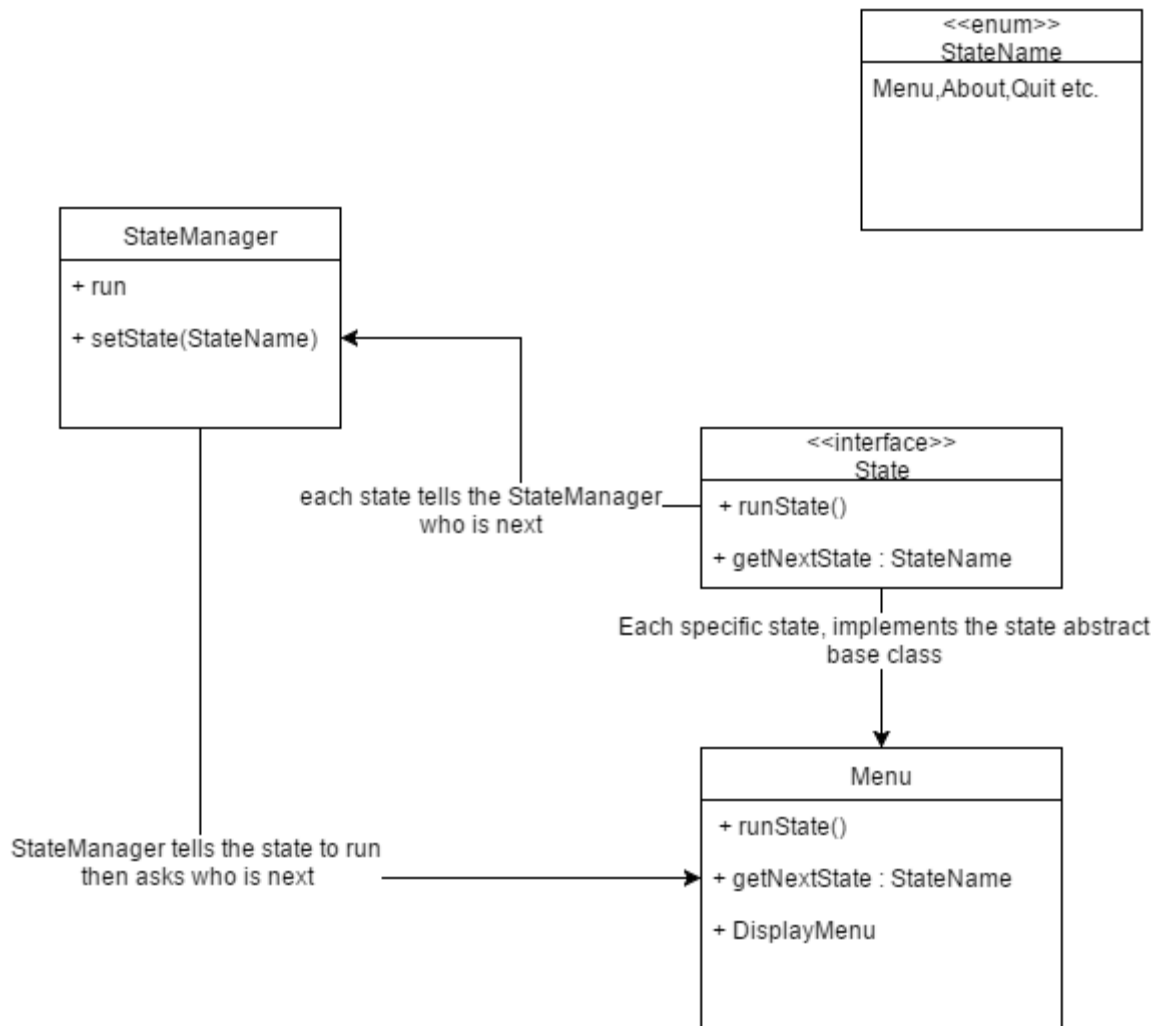 <<enum>>
StateName
Menu,About,Quit etc.
StateManager
+ run
+ setState(StateName)
each state tells the StateManager
who is next
<<interface>>
State
+ runState()
+ getNextState : StateName
Each specific state, implements the state abstract
base class
Menu
+ runState()
+ getNextState : StateName
+ DisplayMenu
StateManager tells the state to run
then asks who is next